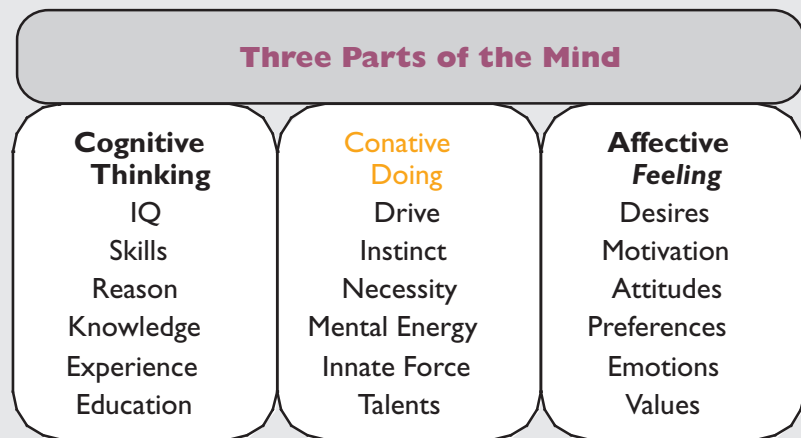 Three Parts of the Mind
Cognitive
Thinking
IQ
Skills
Reason
Knowledge
Experience
Education
Conative
Doing
Drive
Instinct
Necessity
Mental Energy
Innate Force
Talents
Affective
Feeling
Desires
Motivation
Attitudes
Preferences
Emotions
Values